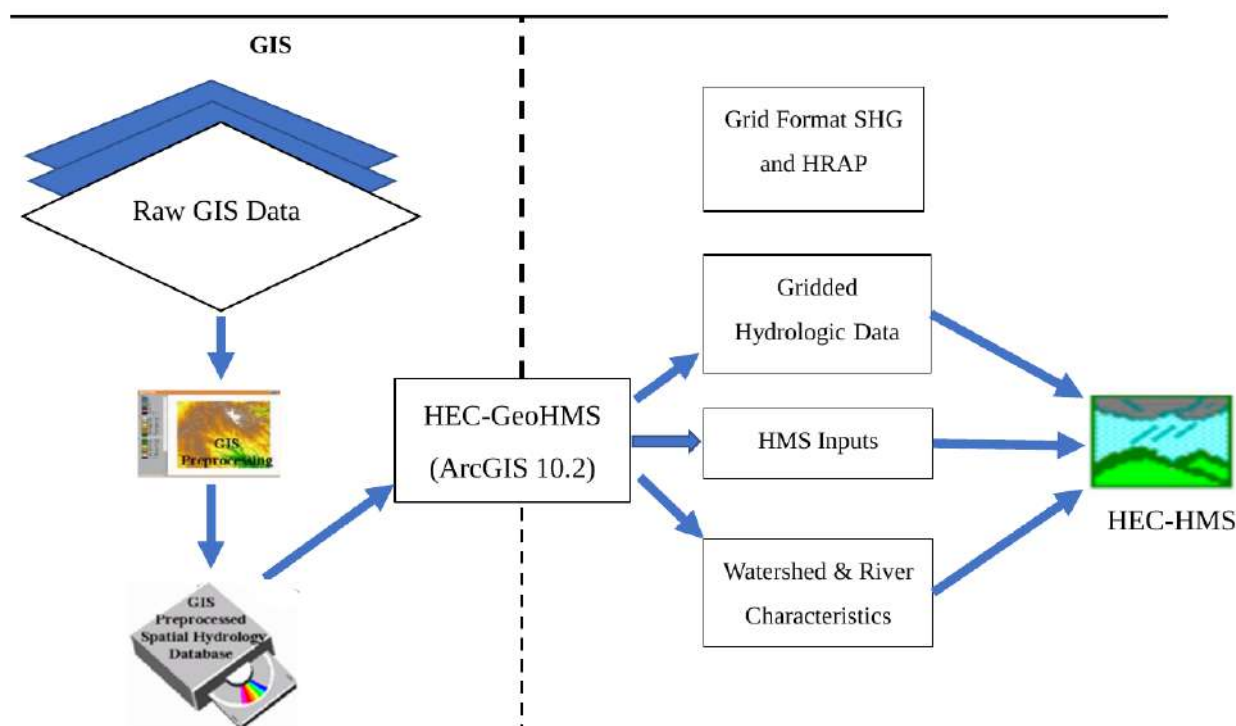 GIS
Raw GIS Data
GIS
Preprocessing
GIS
Preprocessed
Spatial Hydrology
Database
HEC-GeoHMS
(ArcGIS 10.2)
Grid Format SHG
and HRAP
Gridded
Hydrologic Data
HMS Inputs
Watershed & River
Characteristics
HEC-HMS